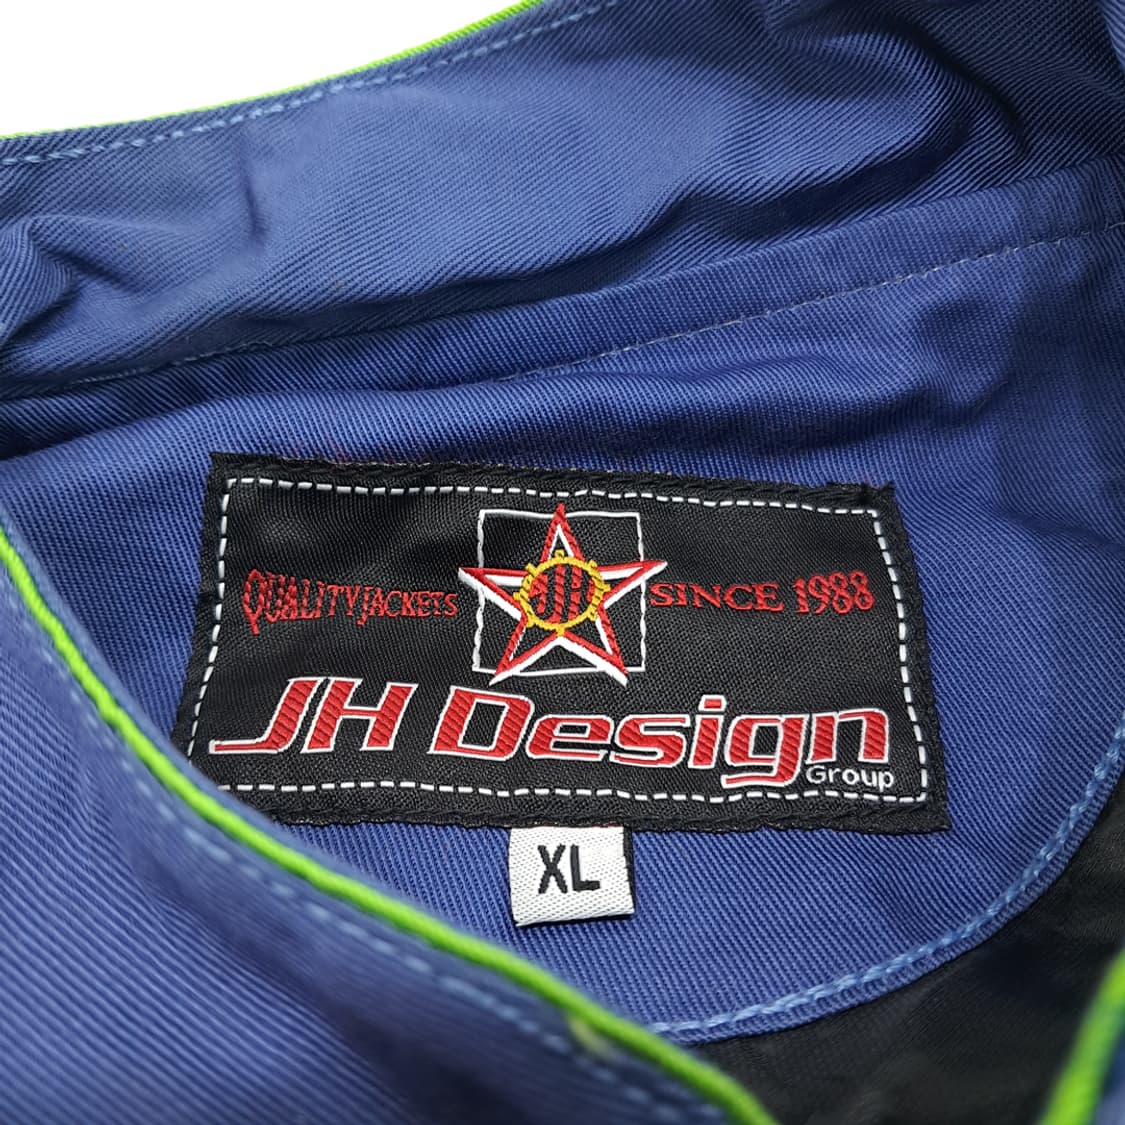 QUALITY JACKETS JH SINCE 1988
JH Design
Group
XL